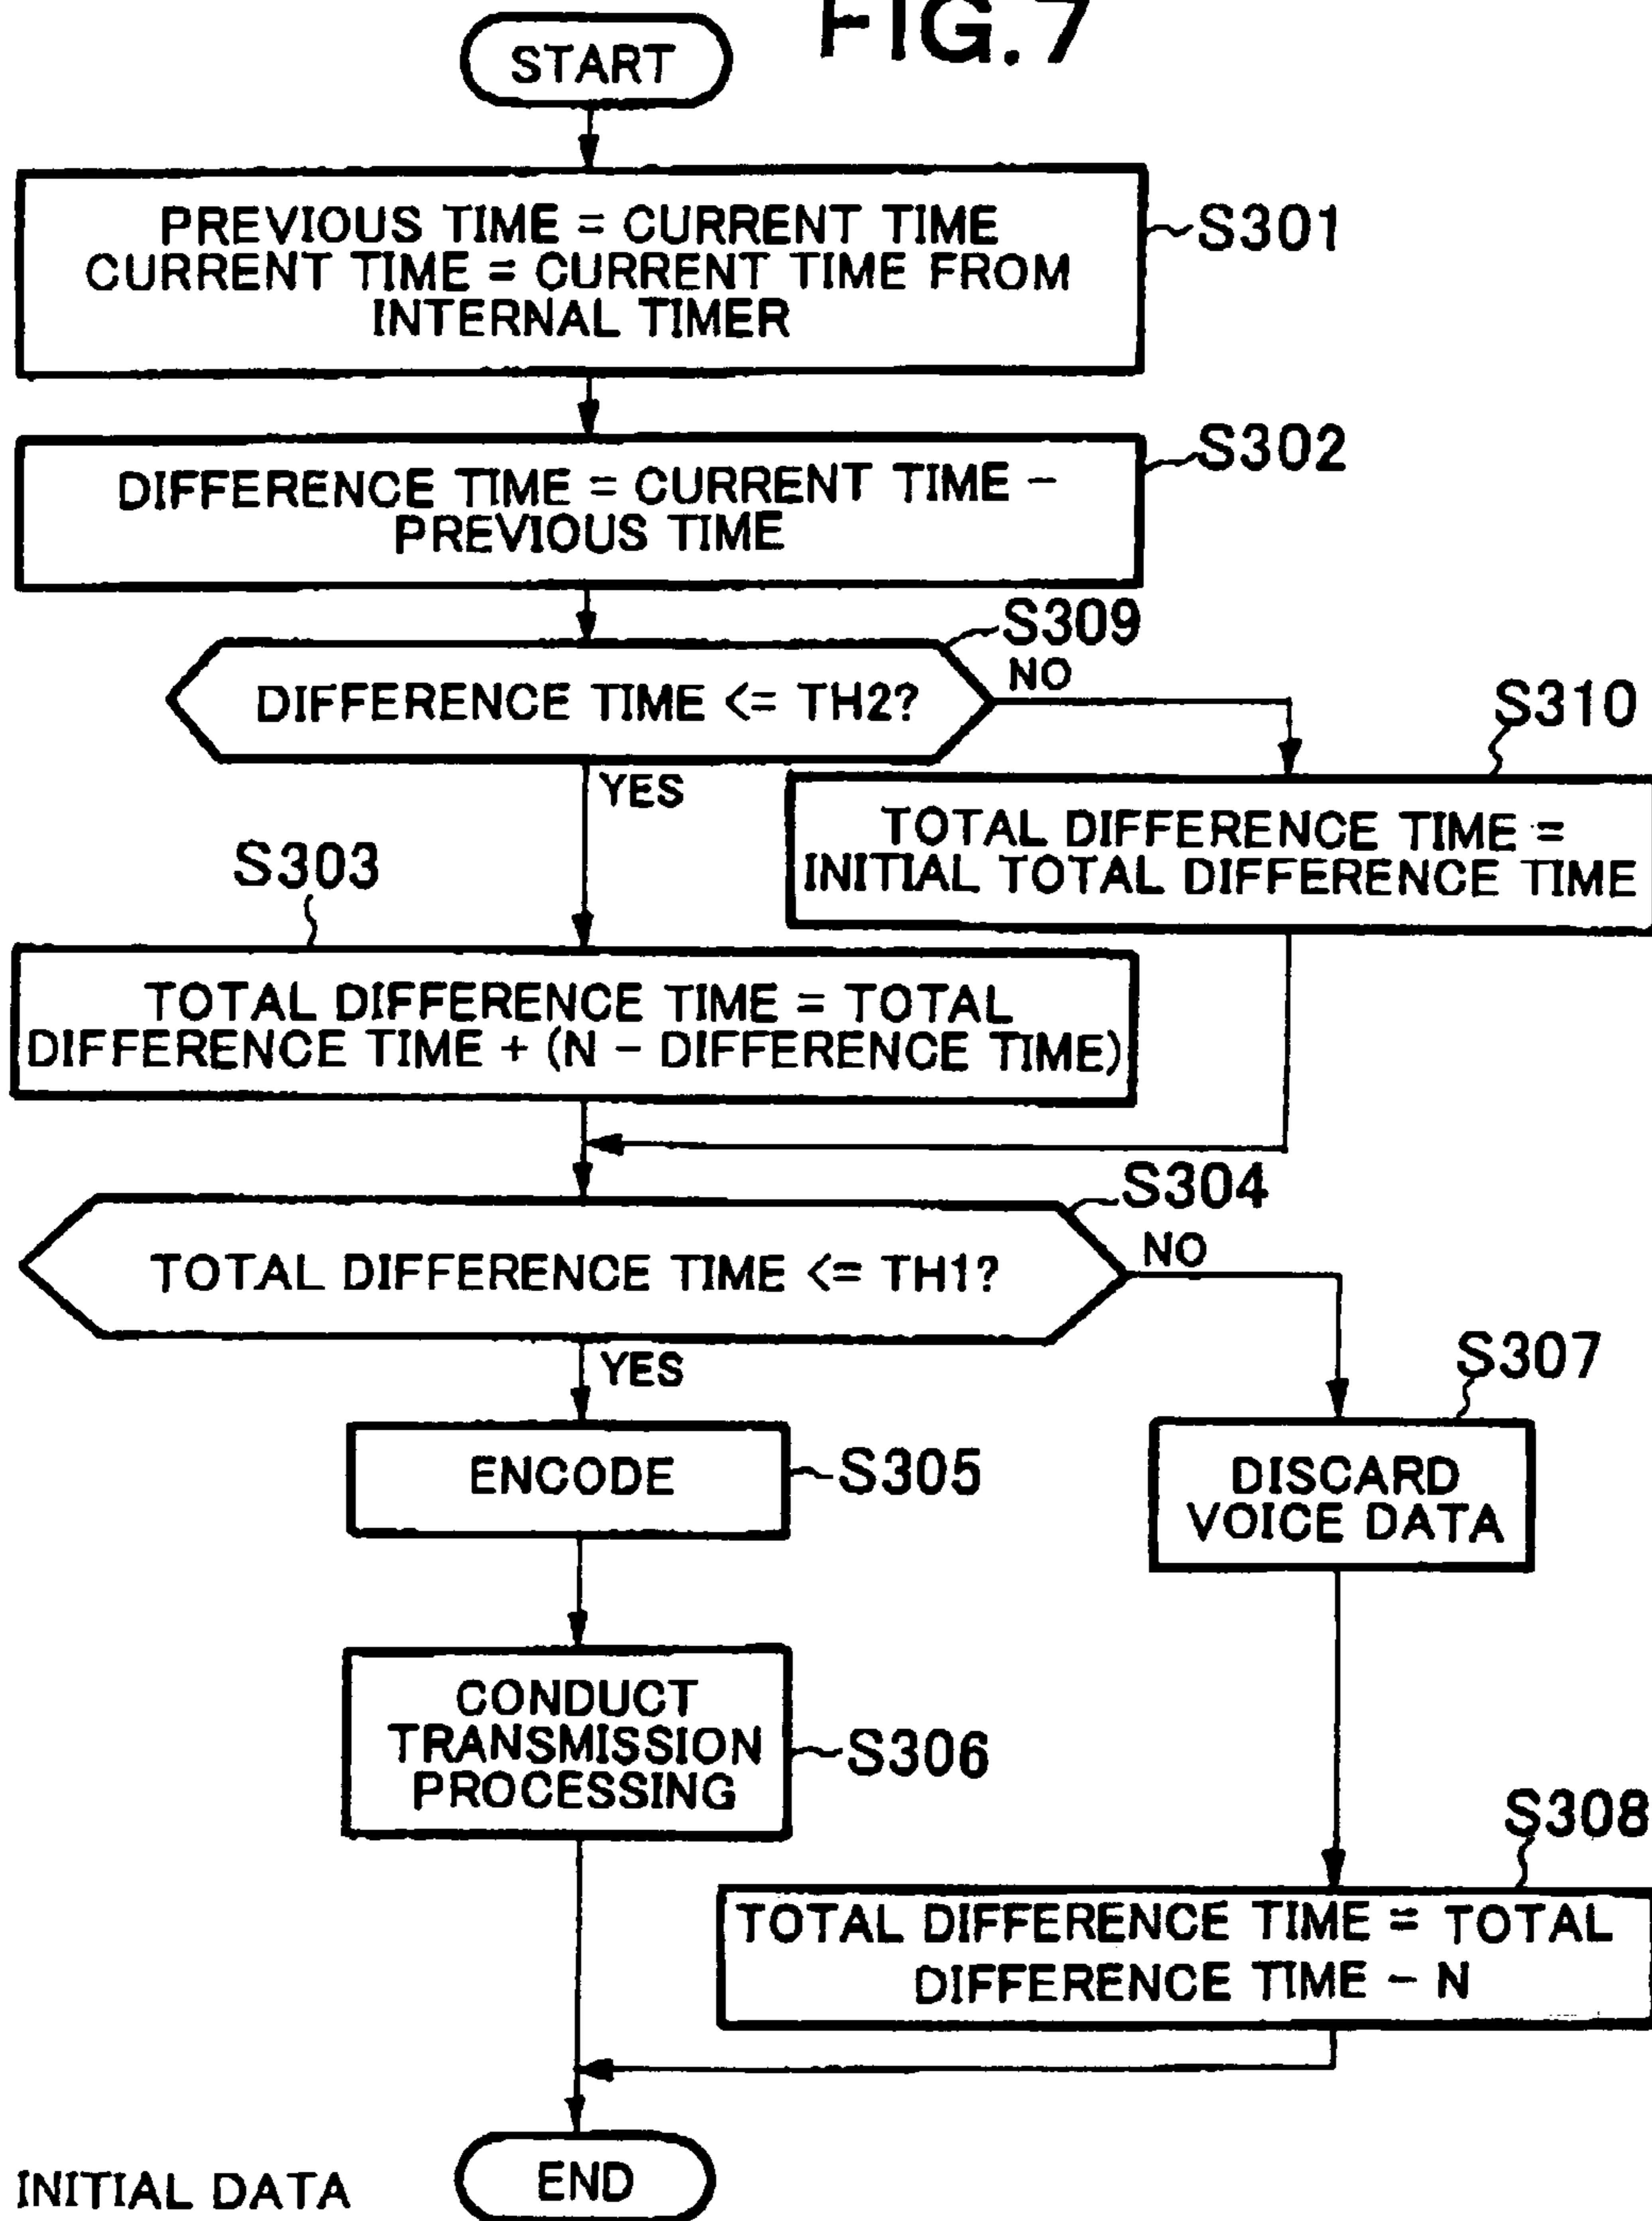 FIG.7
START
PREVIOUS TIME = CURRENT TIME
CURRENT TIME = CURRENT TIME FROM
INTERNAL TIMER
S301
DIFFERENCE TIME = CURRENT TIME -
PREVIOUS TIME
S302
DIFFERENCE TIME <= TH2?
S309
NO
YES
S310
TOTAL DIFFERENCE TIME =
INITIAL TOTAL DIFFERENCE TIME
S303
TOTAL DIFFERENCE TIME = TOTAL
DIFFERENCE TIME + (N - DIFFERENCE TIME)
S304
TOTAL DIFFERENCE TIME <= TH1?
NO
YES
ENCODE
S305
S307
DISCARD
VOICE DATA
CONDUCT
TRANSMISSION
PROCESSING
S306
S308
TOTAL DIFFERENCE TIME = TOTAL
DIFFERENCE TIME - N
END
INITIAL DATA